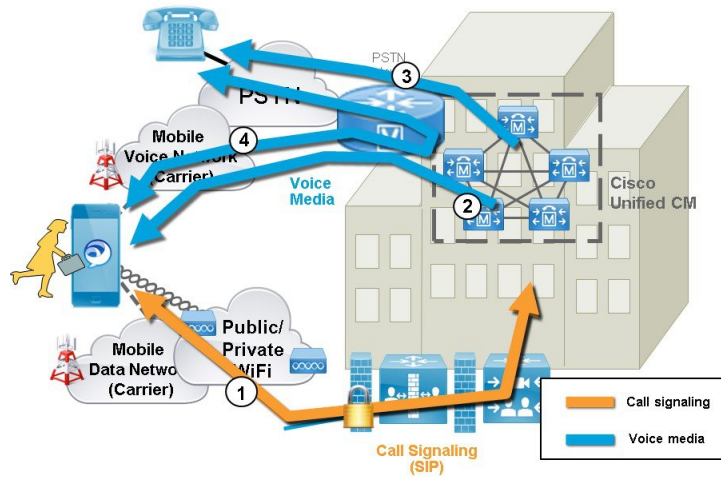 PSTN
3
PSTN
Mobile
Voice Network
(Carrier)
4
M
Voice
Media
M
M
M
M
M
2
Cisco
Unified CM
Public/
Private
WiFi
Mobile
Data Network
(Carrier)
1
Call Signaling
(SIP)
Call signaling
Voice media